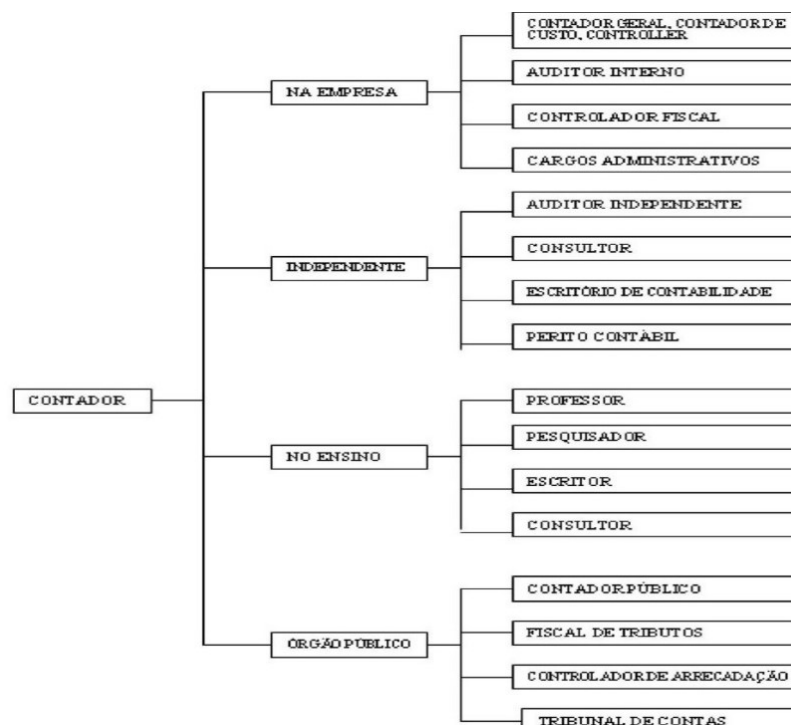 CONTADOR GERAL, CONTADOR DE
CUSTO, CONTROLLER
AUDITOR INTERNO
NA EMPRESA
CONTROLADOR FISCAL
CARGOS ADMINISTRATIVOS
AUDITOR INDEPENDENTE
CONSULTOR
INDEPENDENTE
ESCRITÓRIO DE CONTABILIDADE
PERITO CONTÀBIL
CONTADOR
PROFESSOR
PESQUISADOR
NO ENSINO
ESCRITOR
CONSULTOR
CONTADOR PÚBLICO
FISCAL DE TRIBUTOS
ÓRGÃO PÚBLICO
CONTROLADOR DE ARRECADAÇÃO
TRIBUNAL DE CONTAS